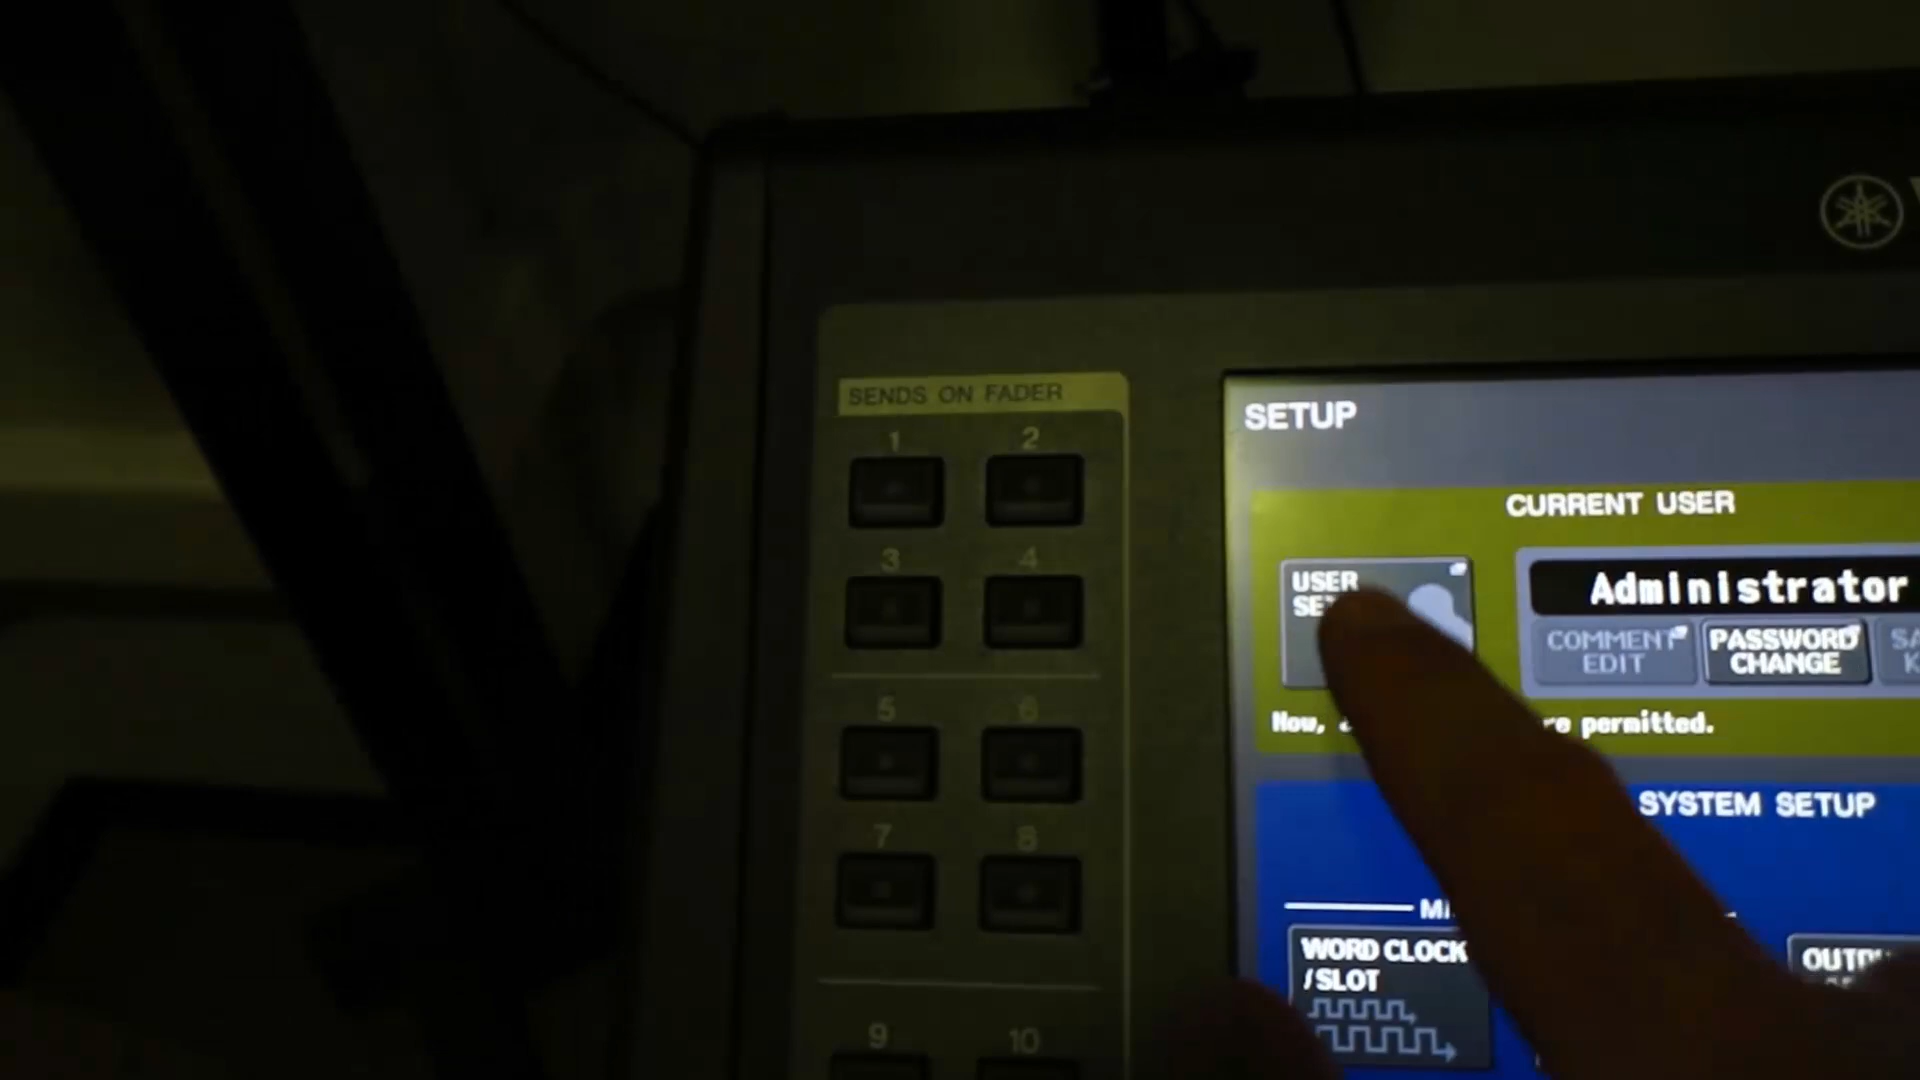 SENDS ON FADER
1 2
3 4
5 6
7 8
9 10
SETUP
CURRENT USER
USER
Administrator
COMMENT EDIT
PASSWORD CHANGE
permitted.
SYSTEM SETUP
WORD CLOCK
/SLOT